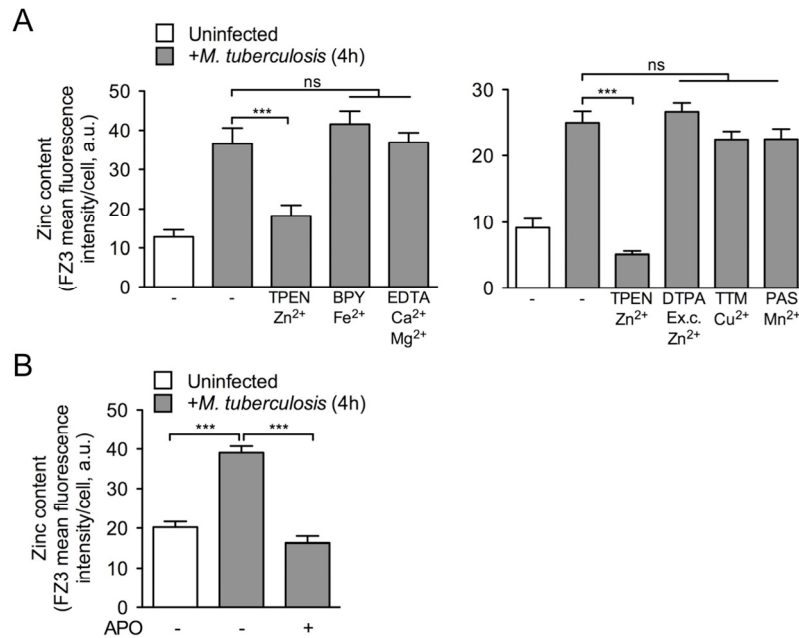 A
Uninfected
+M. tuberculosis (4h)
Zinc content
(FZ3 mean fluorescence
intensity/cell, a.u.)
50
40
30
20
10
0
ns
***
- - TPEN BPY EDTA
Zn2+ Fe2+ Ca2+
Mg2+
30
20
10
0
ns
***
- - TPEN DTPA TTM PAS
Zn2+ Ex.c. Cu2+ Mn2+
Zn2+
B
Uninfected
+M. tuberculosis (4h)
Zinc content
(FZ3 mean fluorescence
intensity/cell, a.u.)
50
40
30
20
10
0
*** ***
APO - - +